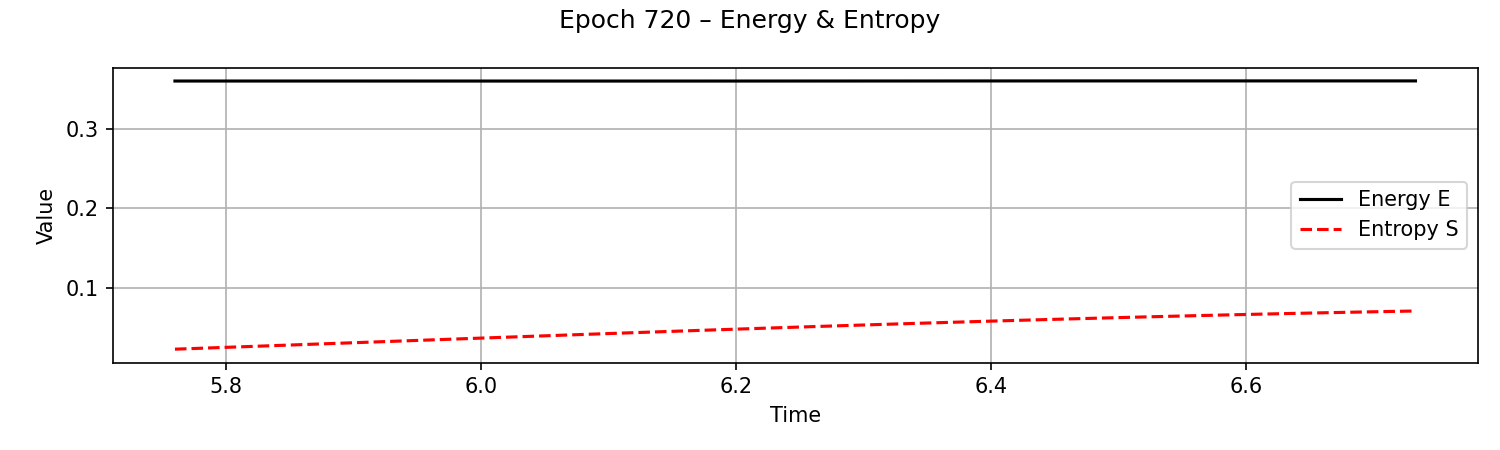 Epoch 720 – Energy & Entropy
Value
0.3
0.2
0.1
Energy E
Entropy S
5.8
6.0
6.2
6.4
6.6
Time